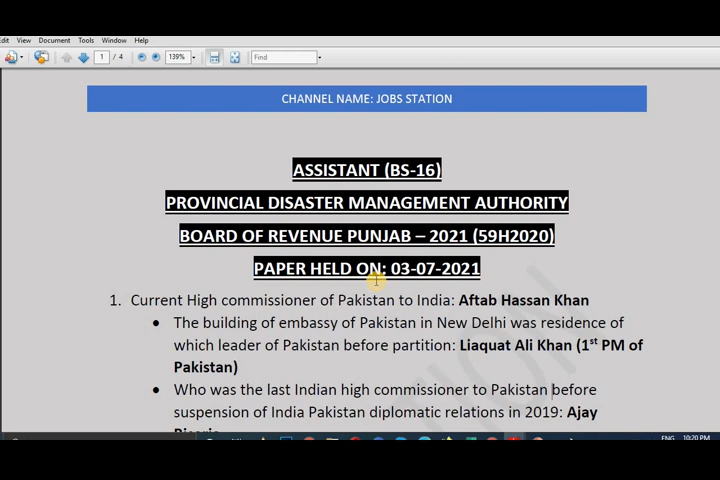 Edit View Document Tools Window Help
1 / 4 139% Find
CHANNEL NAME: JOBS STATION
ASSISTANT (BS-16)
PROVINCIAL DISASTER MANAGEMENT AUTHORITY
BOARD OF REVENUE PUNJAB – 2021 (59H2020)
PAPER HELD ON: 03-07-2021
1. Current High commissioner of Pakistan to India: Aftab Hassan Khan
• The building of embassy of Pakistan in New Delhi was residence of
which leader of Pakistan before partition: Liaquat Ali Khan (1st PM of
Pakistan)
• Who was the last Indian high commissioner to Pakistan before
suspension of India Pakistan diplomatic relations in 2019: Ajay
ENG 10:20 PM